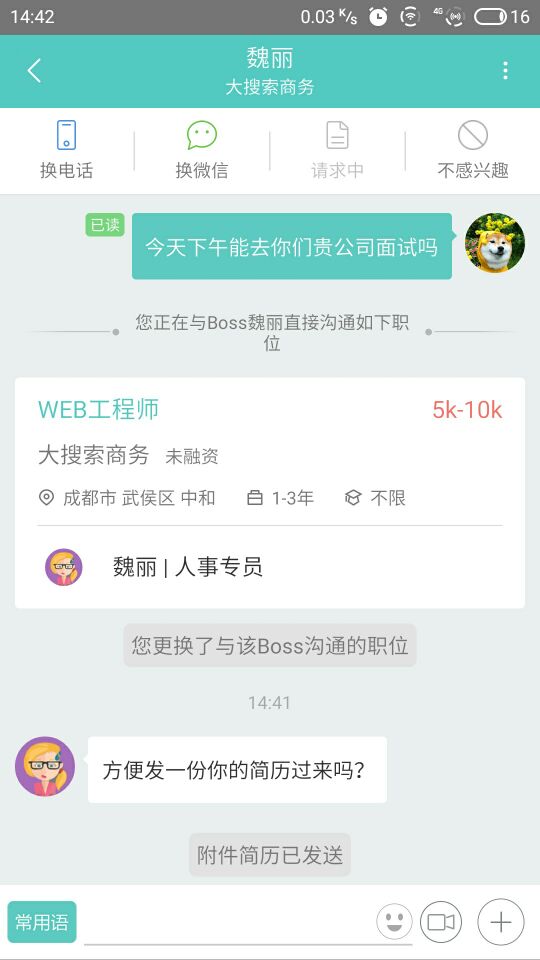 14:42
0.03 K/s
4G
16
魏丽
大搜索商务
换电话
换微信
请求中
不感兴趣
已读
今天下午能去你们贵公司面试吗
您正在与Boss魏丽直接沟通如下职
位
WEB工程师
5k-10k
大搜索商务 未融资
成都市 武侯区 中和
1-3年
不限
魏丽 | 人事专员
您更换了与该Boss沟通的职位
14:41
方便发一份你的简历过来吗?
附件简历已发送
常用语